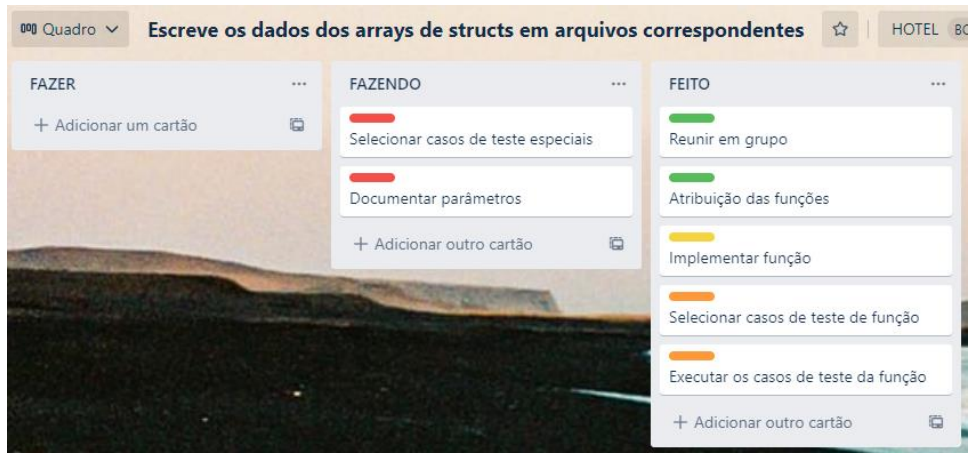 Quadro Escreve os dados dos arrays de structs em arquivos correspondentes HOTEL
FAZER
+ Adicionar um cartão
FAZENDO
Selecionar casos de teste especiais
Documentar parâmetros
+ Adicionar outro cartão
FEITO
Reunir em grupo
Atribuição das funções
Implementar função
Selecionar casos de teste de função
Executar os casos de teste da função
+ Adicionar outro cartão